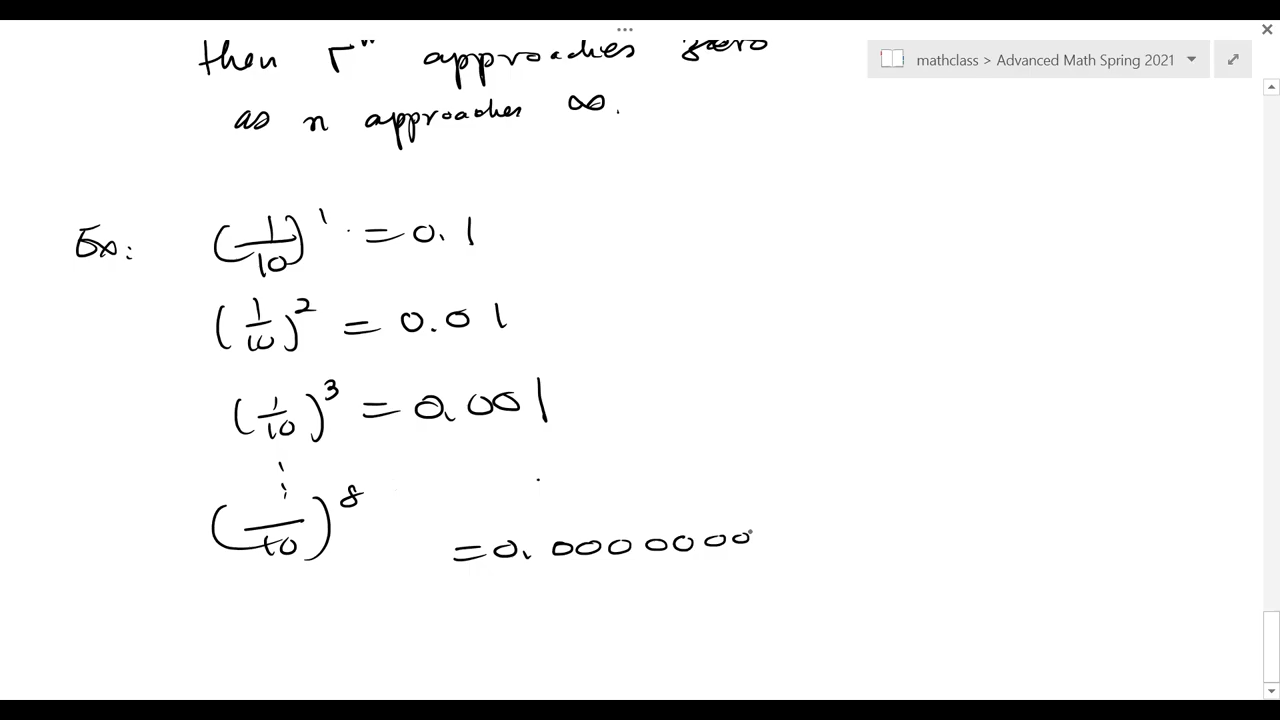 mathclass > Advanced Math Spring 2021
then rⁿ approaches zero
as n approaches ∞.
Ex: (1/10)¹ = 0.1
(1/10)² = 0.01
(1/10)³ = 0.001
⋮
(1/10)⁸ = 0.0000000